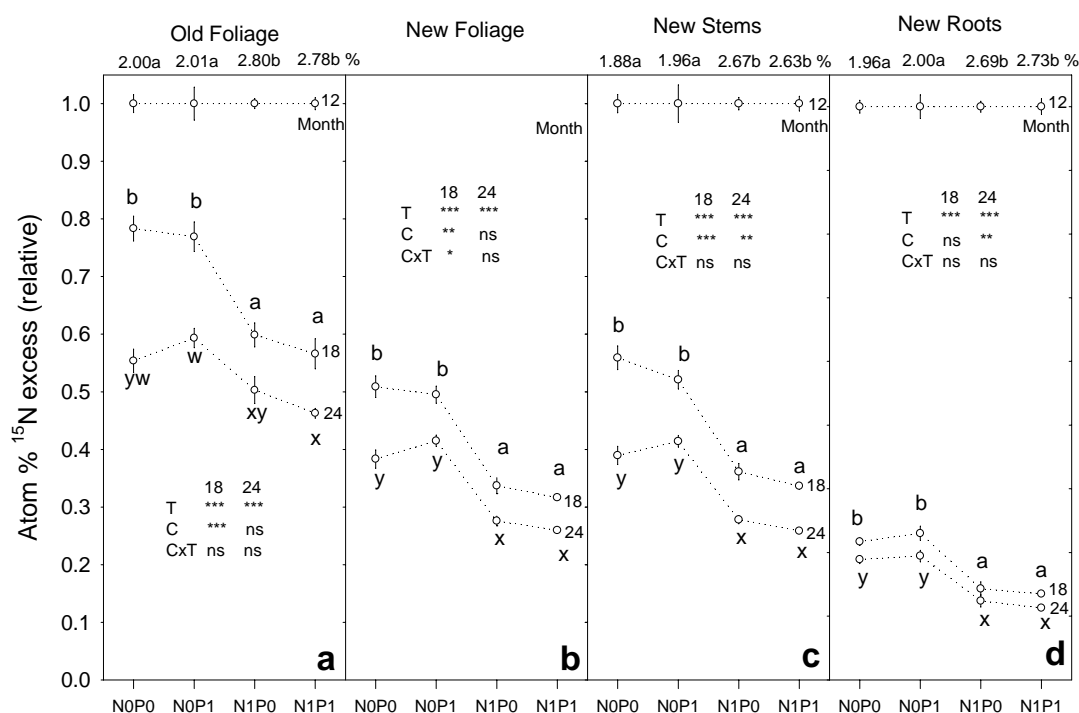 Old Foliage New Foliage New Stems New Roots
2.00a 2.01a 2.80b 2.78b % 1.88a 1.96a 2.67b 2.63b % 1.96a 2.00a 2.69b 2.73b %
Atom % 15N excess (relative)
1.0
0.9
0.8
0.7
0.6
0.5
0.4
0.3
0.2
0.1
0.0
12
Month
b b a a
18
yw w xy x
24
18 24
T *** ***
C *** ns
CxT ns ns
a
N0P0 N0P1 N1P0 N1P1
Month
18 24
T *** ***
C ** ns
CxT * ns
b b a a
18
y y x x
24
b
N0P0 N0P1 N1P0 N1P1
12
Month
18 24
T *** ***
C *** **
CxT ns ns
b b a a
18
y y x x
24
c
N0P0 N0P1 N1P0 N1P1
12
Month
18 24
T *** ***
C ns **
CxT ns ns
b b a a
18
y y x x
24
d
N0P0 N0P1 N1P0 N1P1